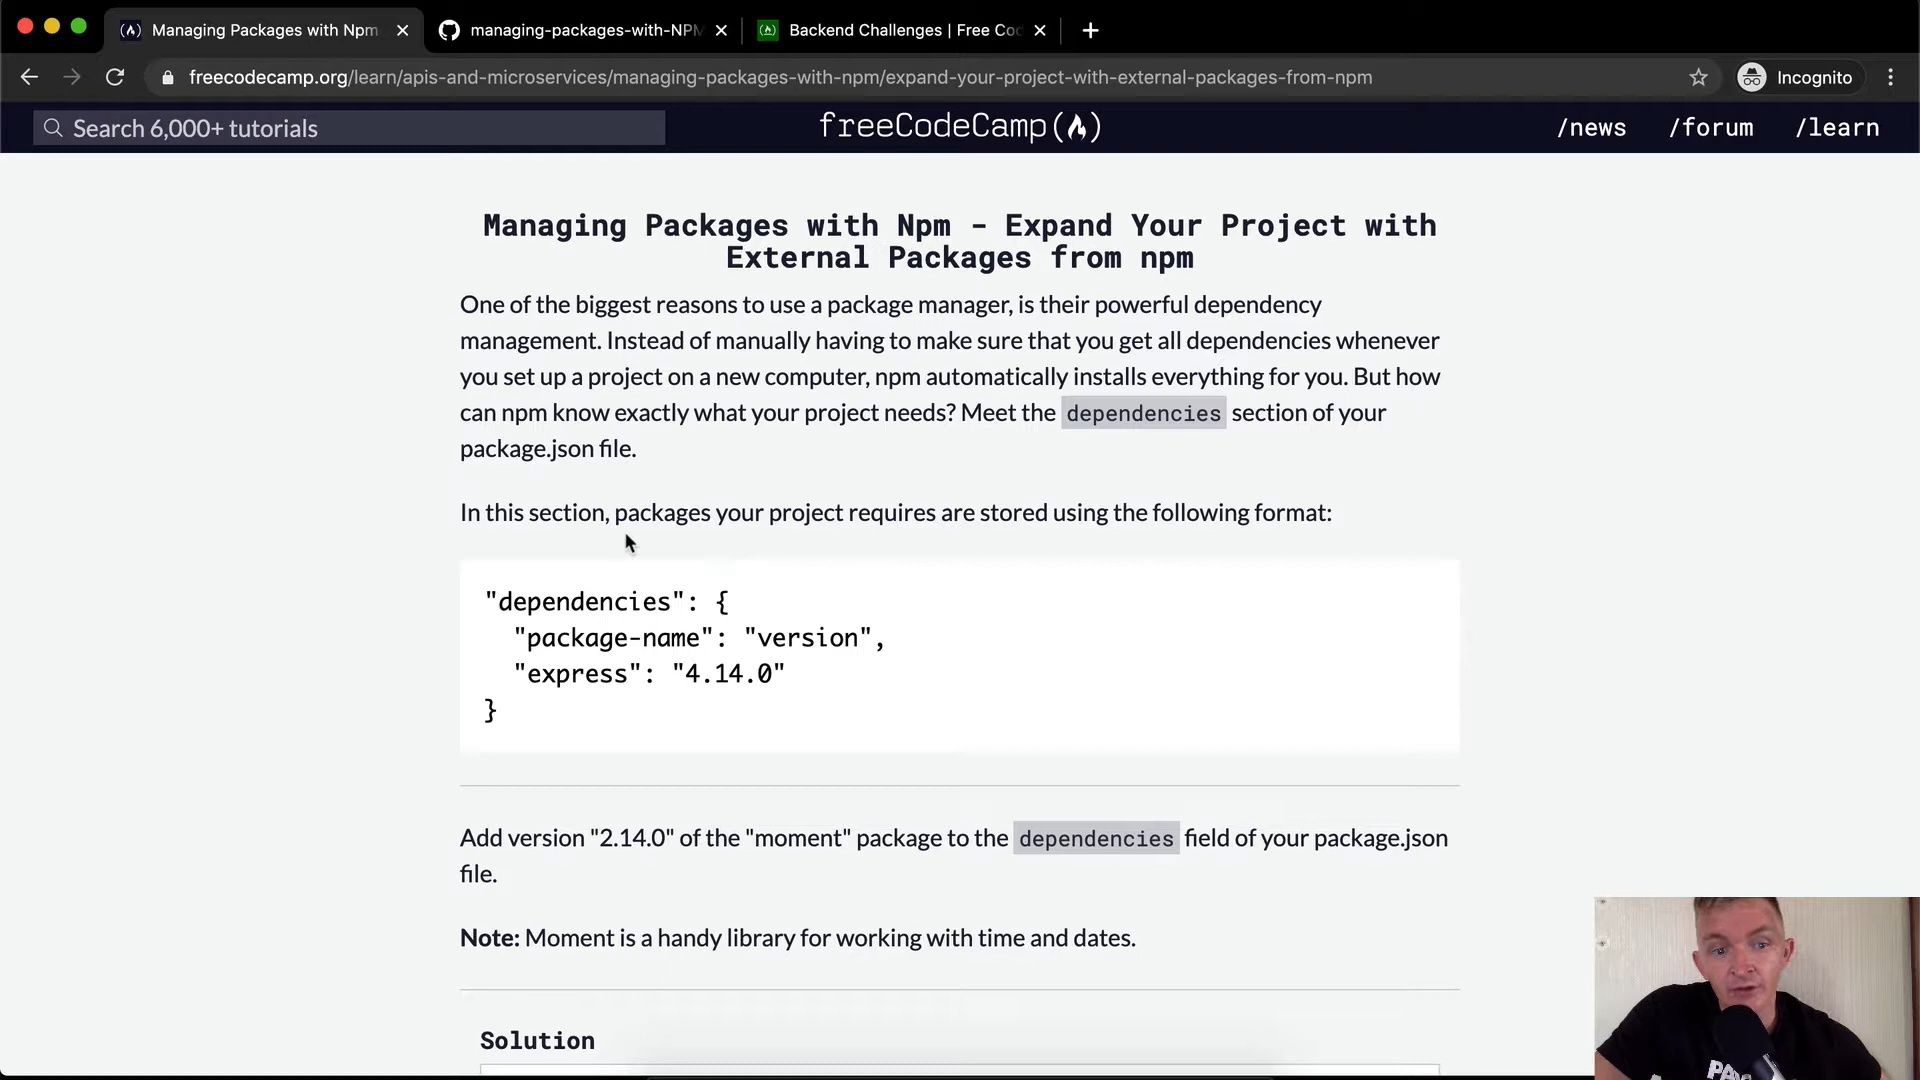 Managing Packages with Npm
managing-packages-with-NPM
Backend Challenges | Free Co
freecodecamp.org/learn/apis-and-microservices/managing-packages-with-npm/expand-your-project-with-external-packages-from-npm
Incognito
Search 6,000+ tutorials
freeCodeCamp
/news
/forum
/learn
Managing Packages with Npm - Expand Your Project with
External Packages from npm
One of the biggest reasons to use a package manager, is their powerful dependency
management. Instead of manually having to make sure that you get all dependencies whenever
you set up a project on a new computer, npm automatically installs everything for you. But how
can npm know exactly what your project needs? Meet the dependencies section of your
package.json file.
In this section, packages your project requires are stored using the following format:
"dependencies": {
"package-name": "version",
"express": "4.14.0"
}
Add version "2.14.0" of the "moment" package to the dependencies field of your package.json
file.
Note: Moment is a handy library for working with time and dates.
Solution